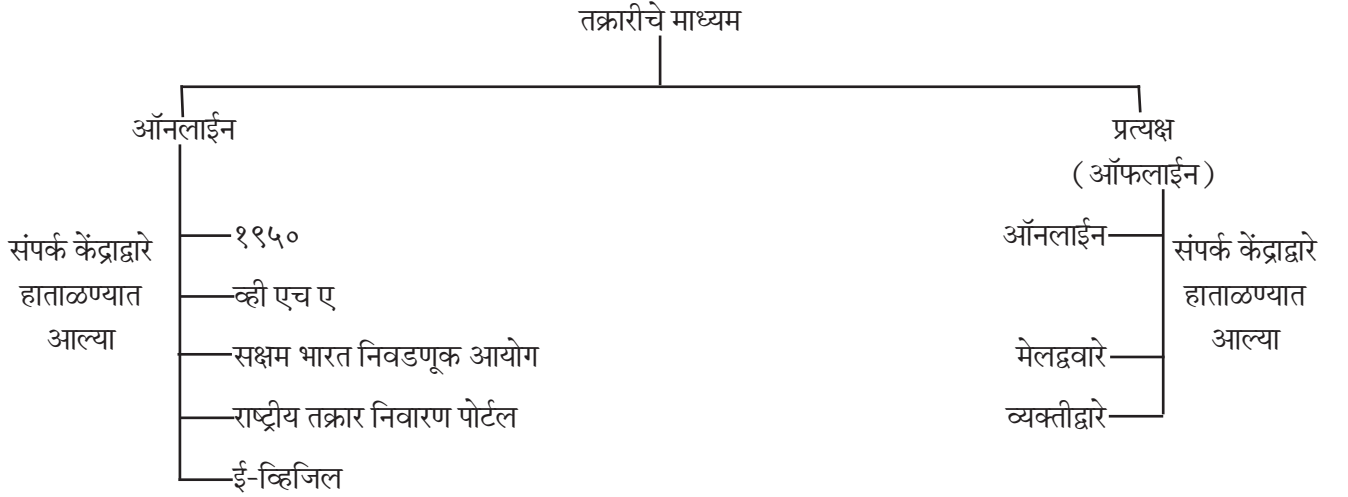 तक्रारीचे माध्यम
ऑनलाईन
संपर्क केंद्राद्वारे
हाताळण्यात
आल्या
१९५०
व्ही एच ए
सक्षम भारत निवडणूक आयोग
राष्ट्रीय तक्रार निवारण पोर्टल
ई-व्हिजिल
प्रत्यक्ष
(ऑफलाईन)
ऑनलाईन
मेलद्ववारे
व्यक्तीद्वारे
संपर्क केंद्राद्वारे
हाताळण्यात
आल्या